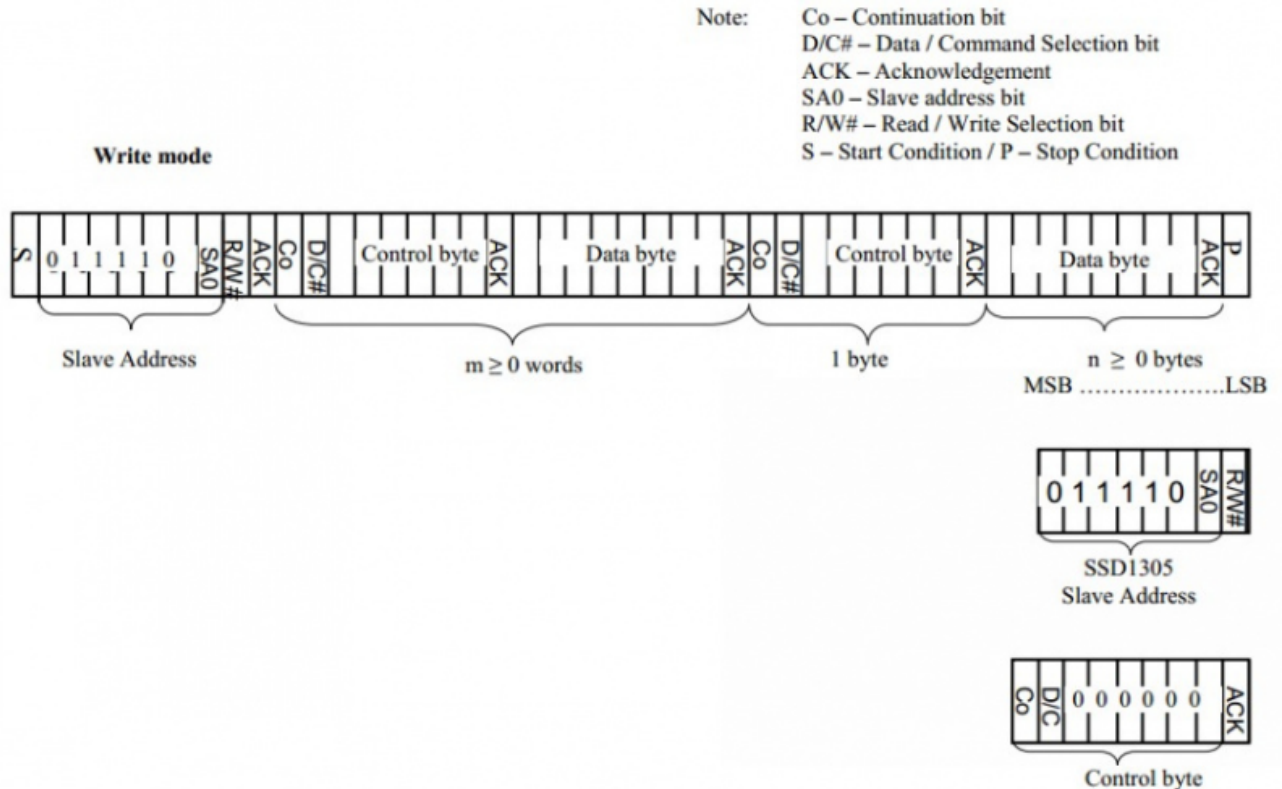 Note: Co – Continuation bit
D/C# – Data / Command Selection bit
ACK – Acknowledgement
SA0 – Slave address bit
R/W# – Read / Write Selection bit
S – Start Condition / P – Stop Condition
Write mode
S 0 1 1 1 1 0 SA0 R/W# ACK Co D/C# Control byte ACK Data byte ACK Co D/C# Control byte ACK Data byte ACK P
Slave Address m ≥ 0 words 1 byte n ≥ 0 bytes
MSB ……………….LSB
0 1 1 1 1 0 SA0 R/W#
SSD1305
Slave Address
Co D/C 0 0 0 0 0 0 ACK
Control byte